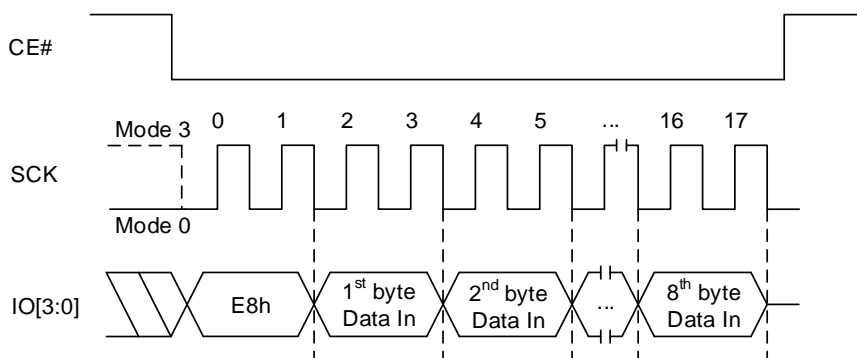 CE#
0 1 2 3 4 5 ... 16 17
Mode 3
SCK
Mode 0
IO[3:0]
E8h
1st byte
Data In
2nd byte
Data In
...
8th byte
Data In